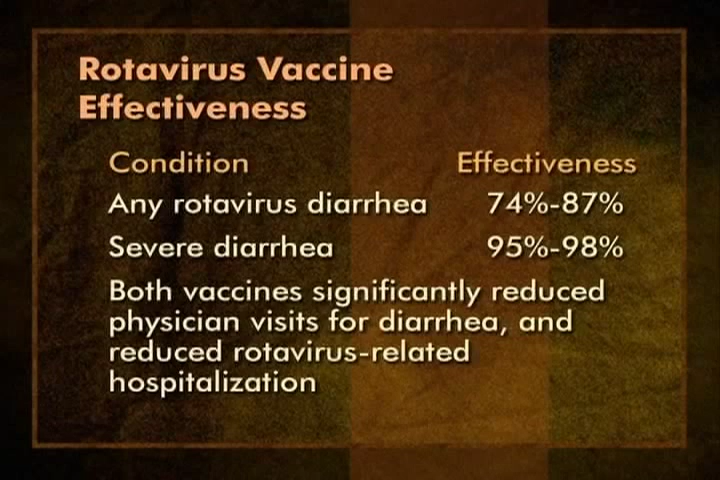 Rotavirus Vaccine
Effectiveness
Condition Effectiveness
Any rotavirus diarrhea 74%-87%
Severe diarrhea 95%-98%
Both vaccines significantly reduced
physician visits for diarrhea, and
reduced rotavirus-related
hospitalization